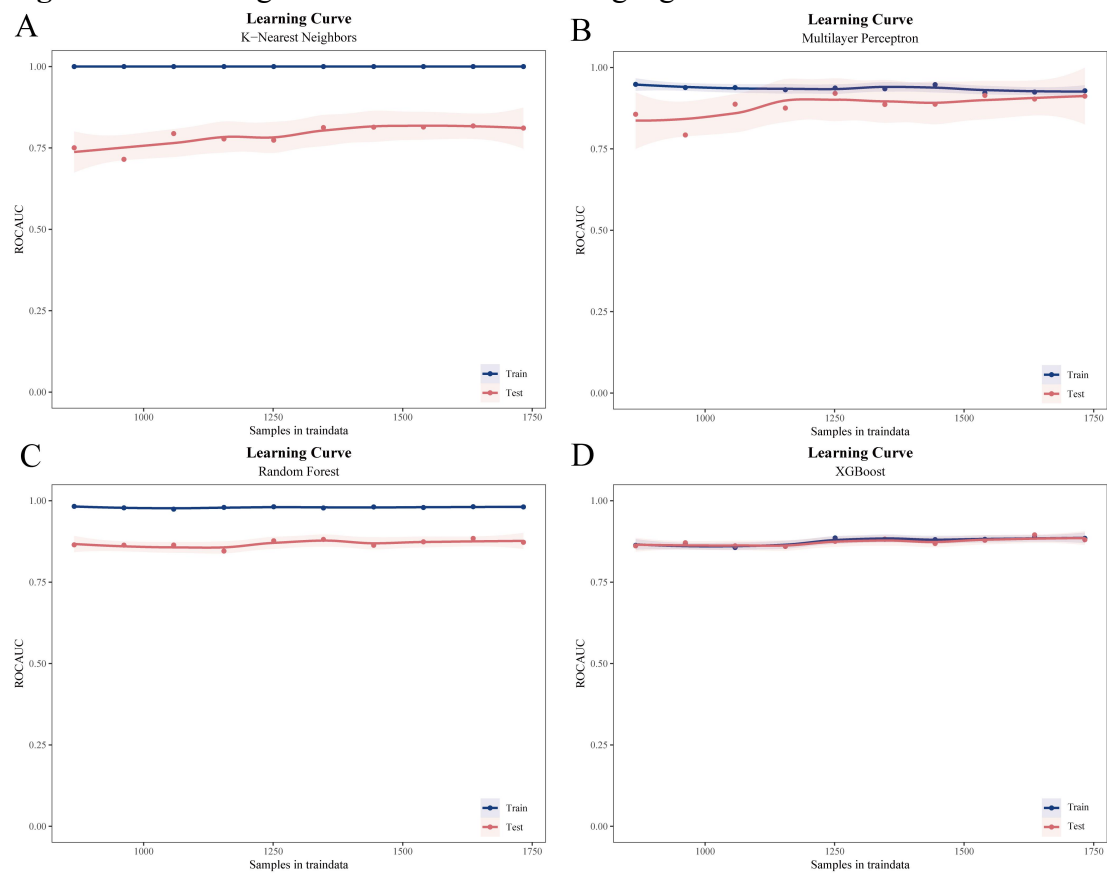 A
Learning Curve
K−Nearest Neighbors
1.00
0.75
0.50
0.25
0.00
ROCAUC
Train
Test
1000
1250
1500
1750
Samples in traindata
B
Learning Curve
Multilayer Perceptron
1.00
0.75
0.50
0.25
0.00
ROCAUC
Train
Test
1000
1250
1500
1750
Samples in traindata
C
Learning Curve
Random Forest
1.00
0.75
0.50
0.25
0.00
ROCAUC
Train
Test
1000
1250
1500
1750
Samples in traindata
D
Learning Curve
XGBoost
1.00
0.75
0.50
0.25
0.00
ROCAUC
Train
Test
1000
1250
1500
1750
Samples in traindata